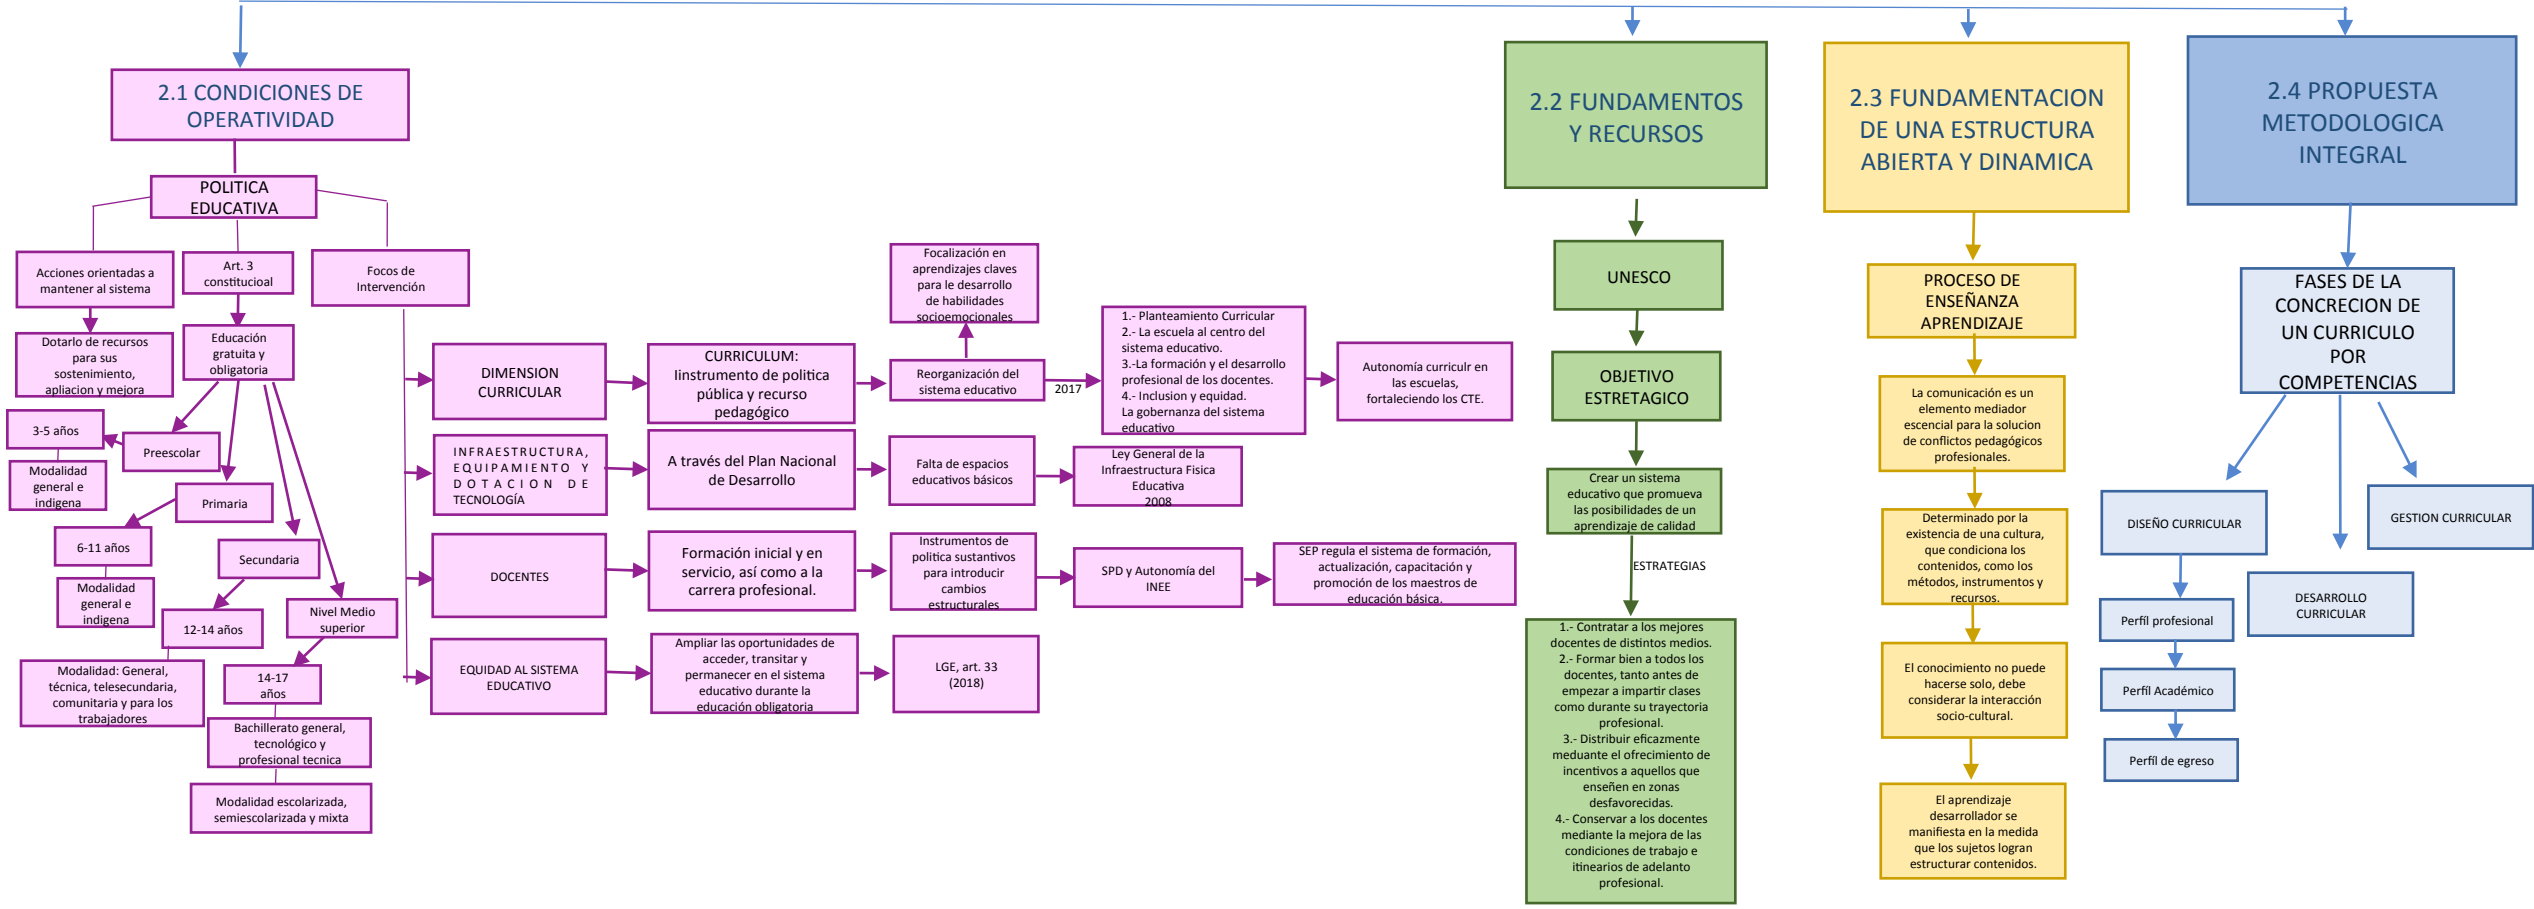 2.1 CONDICIONES DE
OPERATIVIDAD
POLITICA
EDUCATIVA
Acciones orientadas a
mantener al sistema
Dotarlo de recursos
para sus
sostenimiento,
apliacion y mejora
Art. 3
constitucioal
Educación
gratuita y
obligatoria
Preescolar
3-5 años
Modalidad
general e
indigena
Primaria
6-11 años
Modalidad
general e
indigena
Secundaria
12-14 años
Modalidad: General,
técnica, telesecundaria,
comunitaria y para los
trabajadores
Nivel Medio
superior
14-17
años
Bachillerato general,
tecnológico y
profesional tecnica
Modalidad escolarizada,
semiescolarizada y mixta
Focos de
Intervención
DIMENSION
CURRICULAR
CURRICULUM:
Iinstrumento de politica
pública y recurso
pedagógico
Reorganización del
sistema educativo
Focalización en
aprendizajes claves
para le desarrollo
de habilidades
socioemocionales
2017
1.- Planteamiento Curricular
2.- La escuela al centro del
sistema educativo.
3.-La formación y el desarrollo
profesional de los docentes.
4.- Inclusion y equidad.
La gobernanza del sistema
educativo
Autonomía curriculr en
las escuelas,
fortaleciendo los CTE.
INFRAESTRUCTURA,
EQUIPAMIENTO Y
DOTACION DE
TECNOLOGÍA
A través del Plan Nacional
de Desarrollo
Falta de espacios
educativos básicos
Ley General de la
Infraestructura Fisica
Educativa
2008
DOCENTES
Formación inicial y en
servicio, así como a la
carrera profesional.
Instrumentos de
politica sustantivos
para introducir
cambios
estructurales
SPD y Autonomía del
INEE
SEP regula el sistema de formación,
actualización, capacitación y
promoción de los maestros de
educación básica.
EQUIDAD AL SISTEMA
EDUCATIVO
Ampliar las oportunidades de
acceder, transitar y
permanecer en el sistema
educativo durante la
educación obligatoria
LGE, art. 33
(2018)
2.2 FUNDAMENTOS
Y RECURSOS
UNESCO
OBJETIVO
ESTRETAGICO
Crear un sistema
educativo que promueva
las posibilidades de un
aprendizaje de calidad
ESTRATEGIAS
1.- Contratar a los mejores
docentes de distintos medios.
2.- Formar bien a todos los
docentes, tanto antes de
empezar a impartir clases
como durante su trayectoria
profesional.
3.- Distribuir eficazmente
meduante el ofrecimiento de
incentivos a aquellos que
enseñen en zonas
desfavorecidas.
4.- Conservar a los docentes
mediante la mejora de las
condiciones de trabajo e
itinearios de adelanto
profesional.
2.3 FUNDAMENTACION
DE UNA ESTRUCTURA
ABIERTA Y DINAMICA
PROCESO DE
ENSEÑANZA
APRENDIZAJE
La comunicación es un
elemento mediador
escencial para la solucion
de conflictos pedagógicos
profesionales.
Determinado por la
existencia de una cultura,
que condiciona los
contenidos, como los
métodos, instrumentos y
recursos.
El conocimiento no puede
hacerse solo, debe
considerar la interacción
socio-cultural.
El aprendizaje
desarrollador se
manifiesta en la medida
que los sujetos logran
estructurar contenidos.
2.4 PROPUESTA
METODOLOGICA
INTEGRAL
FASES DE LA
CONCRECION DE
UN CURRICULO
POR
COMPETENCIAS
DISEÑO CURRICULAR
Perfíl profesional
Perfíl Académico
Perfíl de egreso
DESARROLLO
CURRICULAR
GESTION CURRICULAR